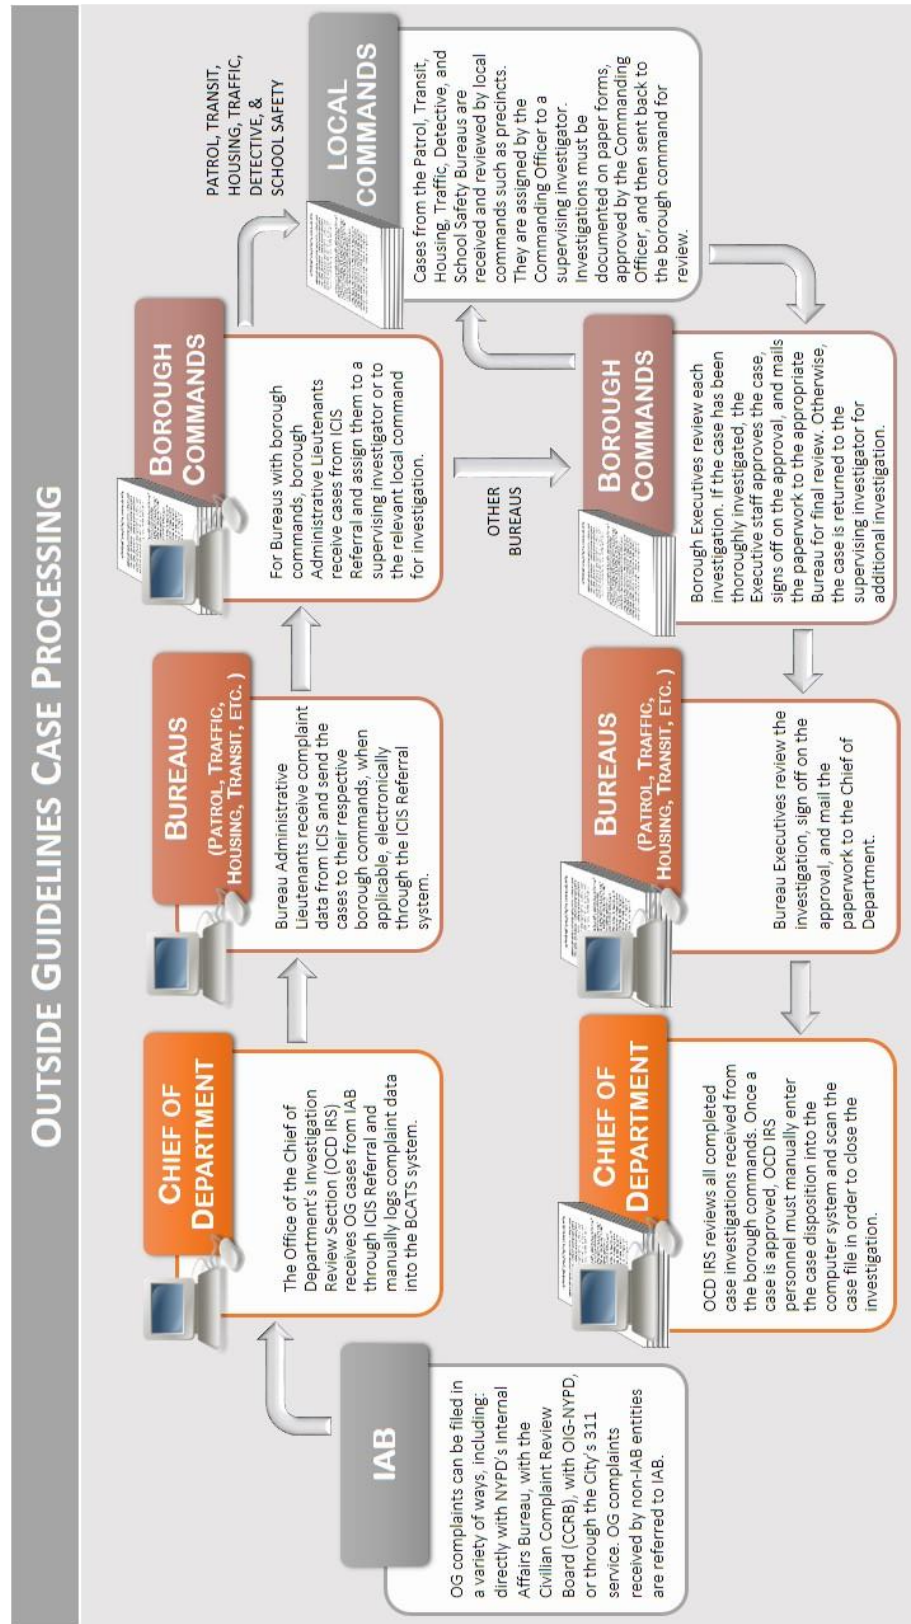 OUTSIDE GUIDELINES CASE PROCESSING
IAB
OG complaints can be filed in
a variety of ways, including:
directly with NYPD's Internal
Affairs Bureau, with the
Civilian Complaint Review
Board (CCRB), with OIG-NYPD,
or through the City's 311
service. OG complaints
received by non-IAB entities
are referred to IAB.
CHIEF OF
DEPARTMENT
The Office of the Chief of
Department's Investigation
Review Section (OCD IRS)
receives OG cases from IAB
through ICIS Referral and
manually logs complaint data
into the BCATS system.
BUREAUS
(PATROL, TRAFFIC,
HOUSING, TRANSIT, ETC. )
Bureau Administrative
Lieutenants receive complaint
data from ICIS and send the
cases to their respective
borough commands, when
applicable, electronically
through the ICIS Referral
system.
BOROUGH
COMMANDS
For Bureaus with borough
commands, borough
Administrative Lieutenants
receive cases from ICIS
Referral and assign them to a
supervising investigator or to
the relevant local command
for investigation.
PATROL, TRANSIT,
HOUSING, TRAFFIC,
DETECTIVE, &
SCHOOL SAFETY
LOCAL
COMMANDS
Cases from the Patrol, Transit,
Housing, Traffic, Detective, and
School Safety Bureaus are
received and reviewed by local
commands such as precincts.
They are assigned by the
Commanding Officer to a
supervising investigator.
Investigations must be
documented on paper forms,
approved by the Commanding
Officer, and then sent back to
the borough command for
review.
OTHER
BUREAUS
BOROUGH
COMMANDS
Borough Executives review each
investigation. if the case has been
thoroughly investigated, the
Executive staff approves the case,
signs off on the approval, and mails
the paperwork to the appropriate
Bureau for final review. Otherwise,
the case is returned to the
supervising investigator for
additional investigation.
BUREAUS
(PATROL, TRAFFIC,
HOUSING, TRANSIT, ETC. )
Bureau Executives review the
investigation, sign off on the
approval, and mail the
paperwork to the Chief of
Department.
CHIEF OF
DEPARTMENT
OCD IRS reviews all completed
case investigations received from
the borough commands. Once a
case is approved, OCD IRS
personnel must manually enter
the case disposition into the
computer system and scan the
case file in order to close the
investigation.